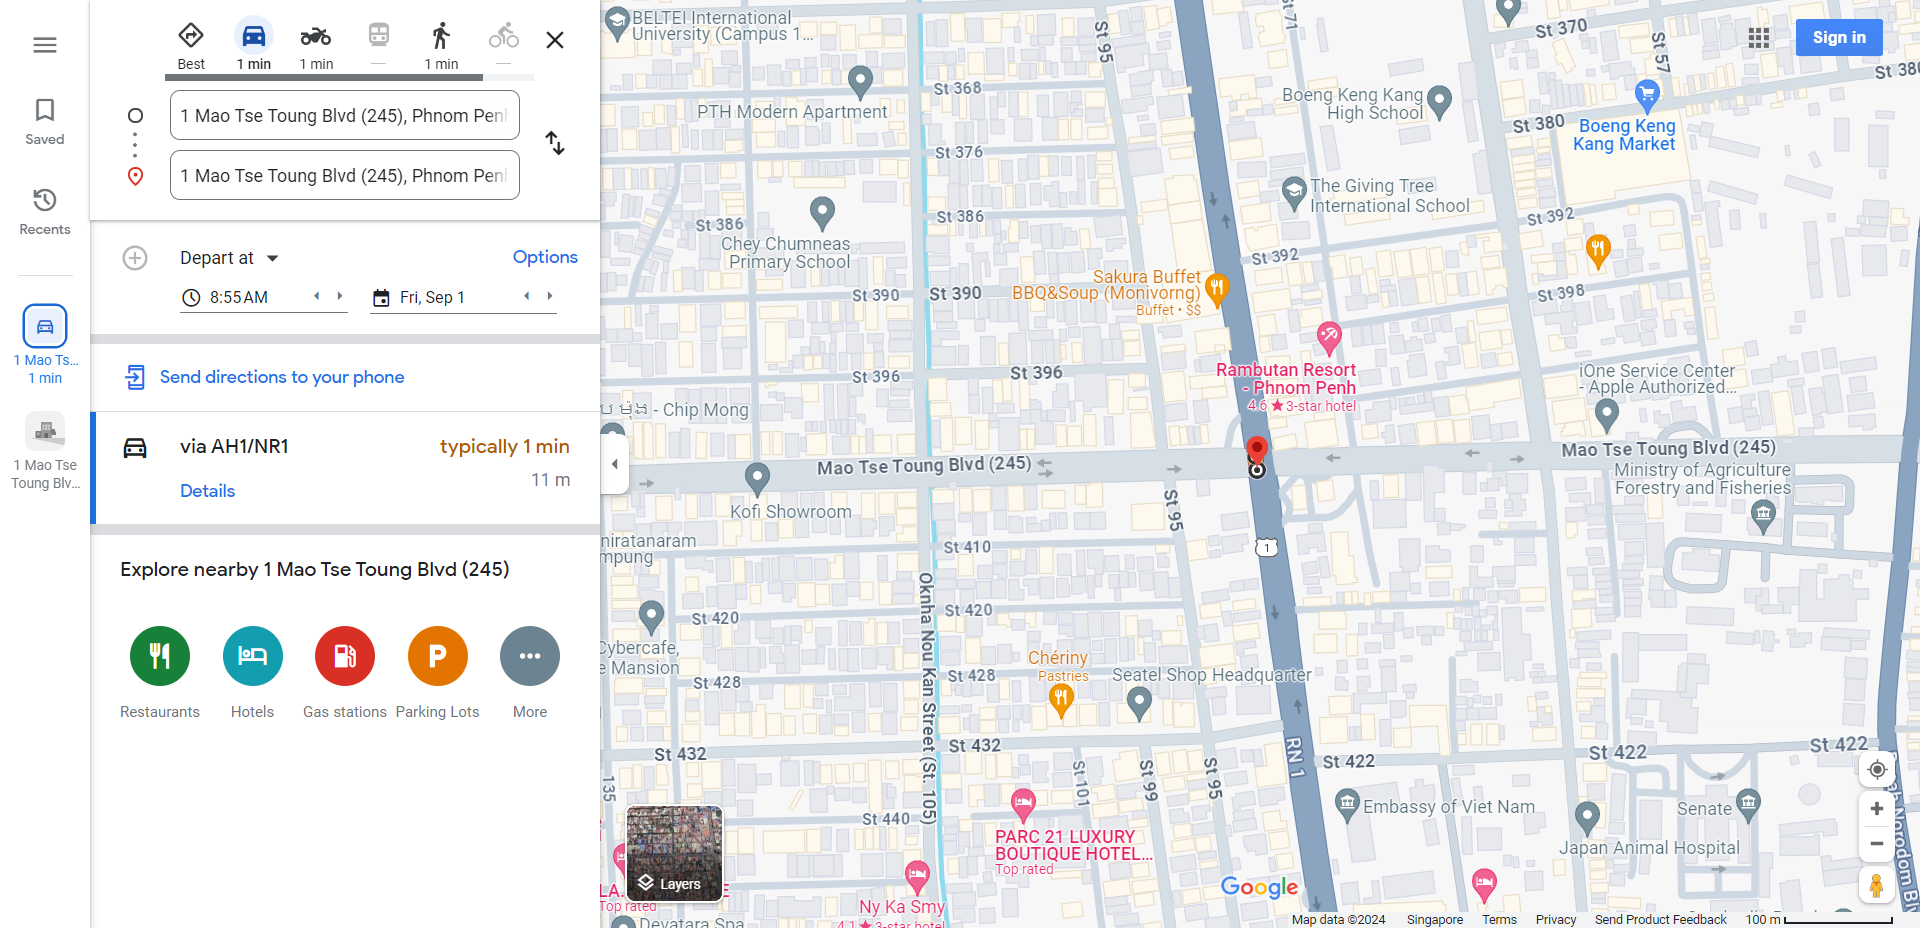 Saved
Recents
1 Mao Ts...
1 min
1 Mao Tse
Toung Blv...
Best
1 min
1 min
—
1 min
—
1 Mao Tse Toung Blvd (245), Phnom Penh
1 Mao Tse Toung Blvd (245), Phnom Penh
Depart at
Options
8:55 AM
Fri, Sep 1
Send directions to your phone
via AH1/NR1
typically 1 min
11 m
Details
Explore nearby 1 Mao Tse Toung Blvd (245)
Restaurants
Hotels
Gas stations
Parking Lots
More
BELTEI International
University (Campus 1...
St 95
St 71
St 370
St 57
Sign in
St 380
PTH Modern Apartment
St 368
Boeng Keng Kang
High School
St 380
Boeng Keng
Kang Market
St 376
The Giving Tree
International School
St 386
St 386
St 392
Chey Chumneas
Primary School
St 392
Sakura Buffet
BBQ&Soup (Monivorng)
Buffet • $$
St 390
St 390
St 398
Rambutan Resort
- Phnom Penh
4.6 ★ 3-star hotel
St 396
St 396
iOne Service Center
- Apple Authorized...
- Chip Mong
Mao Tse Toung Blvd (245)
Mao Tse Toung Blvd (245)
Ministry of Agriculture
Forestry and Fisheries
Kofi Showroom
St 95
niratanaram
mpung
St 410
1
Oknha Nou Kan Street (St. 105)
St 420
St 420
Cybercafe,
e Mansion
St 428
St 428
Chériny
Pastries
Seatel Shop Headquarter
St 432
St 432
RN 1
St 422
St 422
St 422
135
St 101
St 99
St 95
Embassy of Viet Nam
Senate
St 440
PARC 21 LUXURY
BOUTIQUE HOTEL...
Top rated
Japan Animal Hospital
Layers
LA.
E
Top rated
Ny Ka Smy
4.1 ★ 3-star hotel
Devatara Spa
Google
Map data ©2024
Singapore
Terms
Privacy
Send Product Feedback
100 m